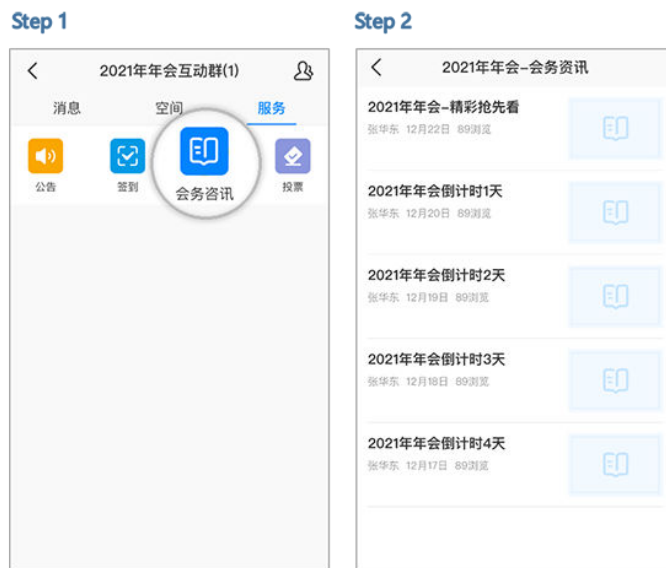 Step 1
2021年年会互动群(1)
消息 空间 服务
公告 签到 会务咨讯 投票
Step 2
2021年年会-会务资讯
2021年年会-精彩抢先看
张华东 12月22日 89浏览
2021年年会倒计时1天
张华东 12月20日 89浏览
2021年年会倒计时2天
张华东 12月19日 89浏览
2021年年会倒计时3天
张华东 12月18日 89浏览
2021年年会倒计时4天
张华东 12月17日 89浏览